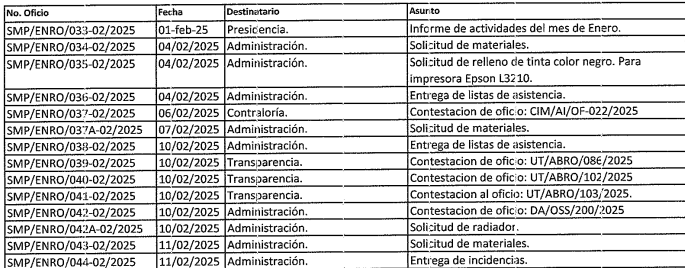 No. Oficio Fecha Destinatario Asunto
SMP/ENRO/033-02/2025 01-feb-25 Presidencia. Informe de actividades del mes de Enero.
SMP/ENRO/034-02/2025 04/02/2025 Administración. Solicitud de materiales.
SMP/ENRO/035-02/2025 04/02/2025 Administración. Solicitud de relleno de tinta color negro. Para
impresora Epson L3210.
SMP/ENRO/036-02/2025 04/02/2025 Administración. Entrega de listas de asistencia.
SMP/ENRO/037-02/2025 06/02/2025 Contraloría. Contestacion de oficio: CIM/AI/OF-022/2025
SMP/ENRO/037A-02/2025 07/02/2025 Administración. Solicitud de materiales.
SMP/ENRO/038-02/2025 10/02/2025 Administración. Entrega de listas de asistencia.
SMP/ENRO/039-02/2025 10/02/2025 Transparencia. Contestacion de oficio: UT/ABRO/086/2025
SMP/ENRO/040-02/2025 10/02/2025 Transparencia. Contestacion de oficio: UT/ABRO/102/2025
SMP/ENRO/041-02/2025 10/02/2025 Transparencia. Contestacion al oficio: UT/ABRO/103/2025.
SMP/ENRO/042-02/2025 10/02/2025 Administración. Contestacion de oficio: DA/OSS/200/2025
SMP/ENRO/042A-02/2025 10/02/2025 Administración. Solicitud de radiador.
SMP/ENRO/043-02/2025 11/02/2025 Administración. Solicitud de materiales.
SMP/ENRO/044-02/2025 11/02/2025 Administración. Entrega de incidencias.